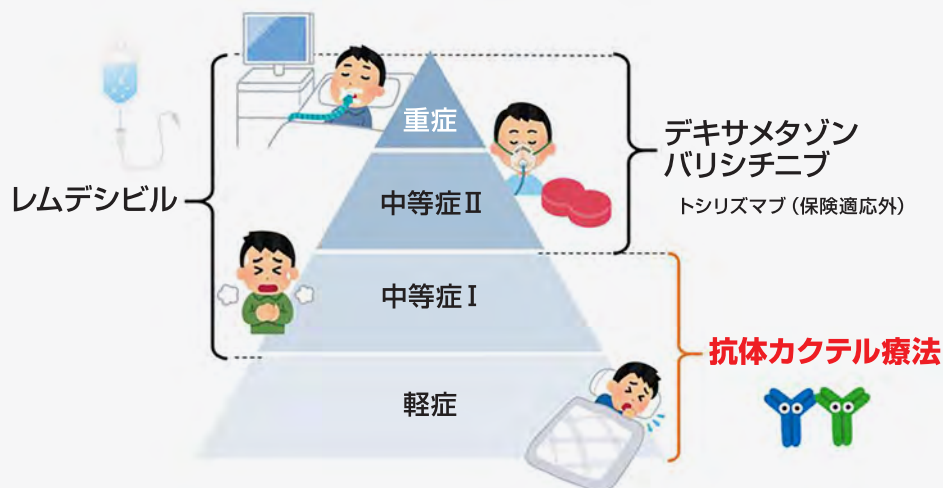 重症
デキサメタゾン
バリシチニブ
トシリズマブ（保険適応外）
レムデシビル
中等症Ⅱ
中等症Ⅰ
抗体カクテル療法
軽症